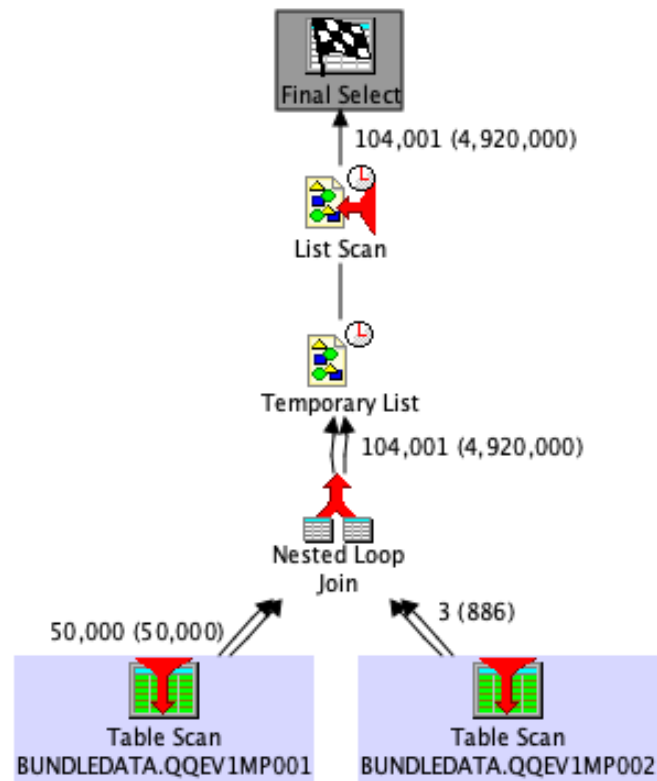 Final Select
104,001 (4,920,000)
List Scan
Temporary List
104,001 (4,920,000)
Nested Loop
Join
50,000 (50,000)
3 (886)
Table Scan
BUNDLEDATA.QQEV1MP001
Table Scan
BUNDLEDATA.QQEV1MP002